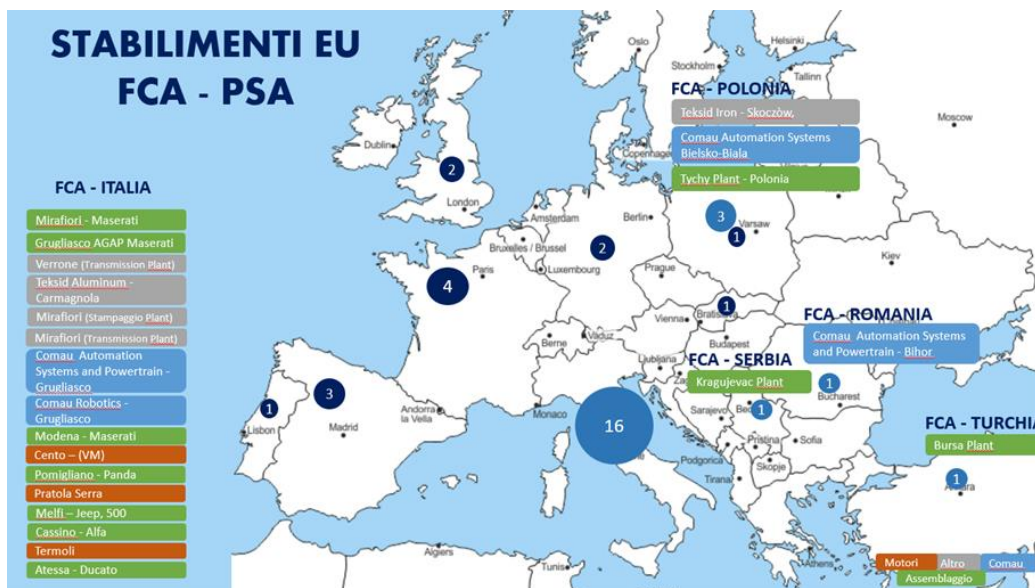 STABILIMENTI EU
FCA - PSA
FCA - ITALIA
Mirafiori - Maserati
Grugliasco AGAP Maserati
Verrone (Transmission Plant)
Teksid Aluminum -
Carmagnola
Mirafiori (Stampaggio Plant)
Mirafiori (Transmission Plant)
Comau Automation
Systems and Powertrain -
Grugliasco
Comau Robotics -
Grugliasco
Modena - Maserati
Cento – (VM)
Pomigliano - Panda
Pratola Serra
Melfi – Jeep, 500
Cassino - Alfa
Termoli
Atessa - Ducato
FCA - POLONIA
Teksid Iron - Skoczòw,
Comau Automation Systems
Bielsko-Biala
Tychy Plant - Polonia
FCA - ROMANIA
Comau Automation Systems
and Powertrain - Bihor
FCA - SERBIA
Kragujevac Plant
FCA - TURCHIA
Bursa Plant
Oslo
Helsinki
Stockholm
Tallinn
Moscow
Dublin
2
Copenhagen
London
Amsterdam
Berlin
3
1
Warsaw
Bruxelles / Brussel
2
Luxembourg
Prague
Kiev
4
Paris
1
Bratislava
Vienna
Budapest
Berne
Vaduz
Ljubljana
1
Bucharest
3
1
Lisbon
Madrid
Andorra
la Vella
Monaco
16
Sarajevo
1
Pristina
Sofia
Podgorica
Skopje
Tirana
1
Algiers
Tunis
Athens
Motori
Altro
Comau
Assemblaggio